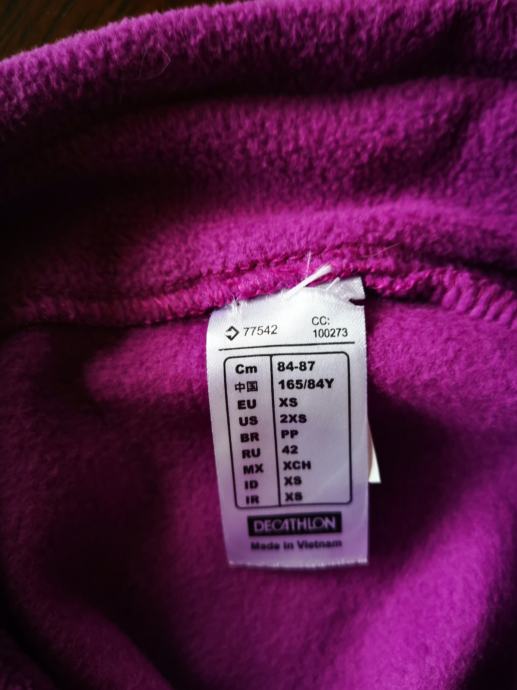 77542 CC: 100273
Cm 84-87
中国 165/84Y
EU XS
US 2XS
BR PP
RU 42
MX XCH
ID XS
IR XS
DECATHLON
Made in Vietnam